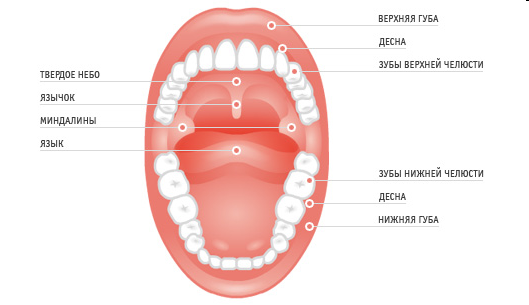 ВЕРХНЯЯ ГУБА
ДЕСНА
ЗУБЫ ВЕРХНЕЙ ЧЕЛЮСТИ
ТВЕРДОЕ НЕБО
ЯЗЫЧОК
МИНДАЛИНЫ
ЯЗЫК
ЗУБЫ НИЖНЕЙ ЧЕЛЮСТИ
ДЕСНА
НИЖНЯЯ ГУБА